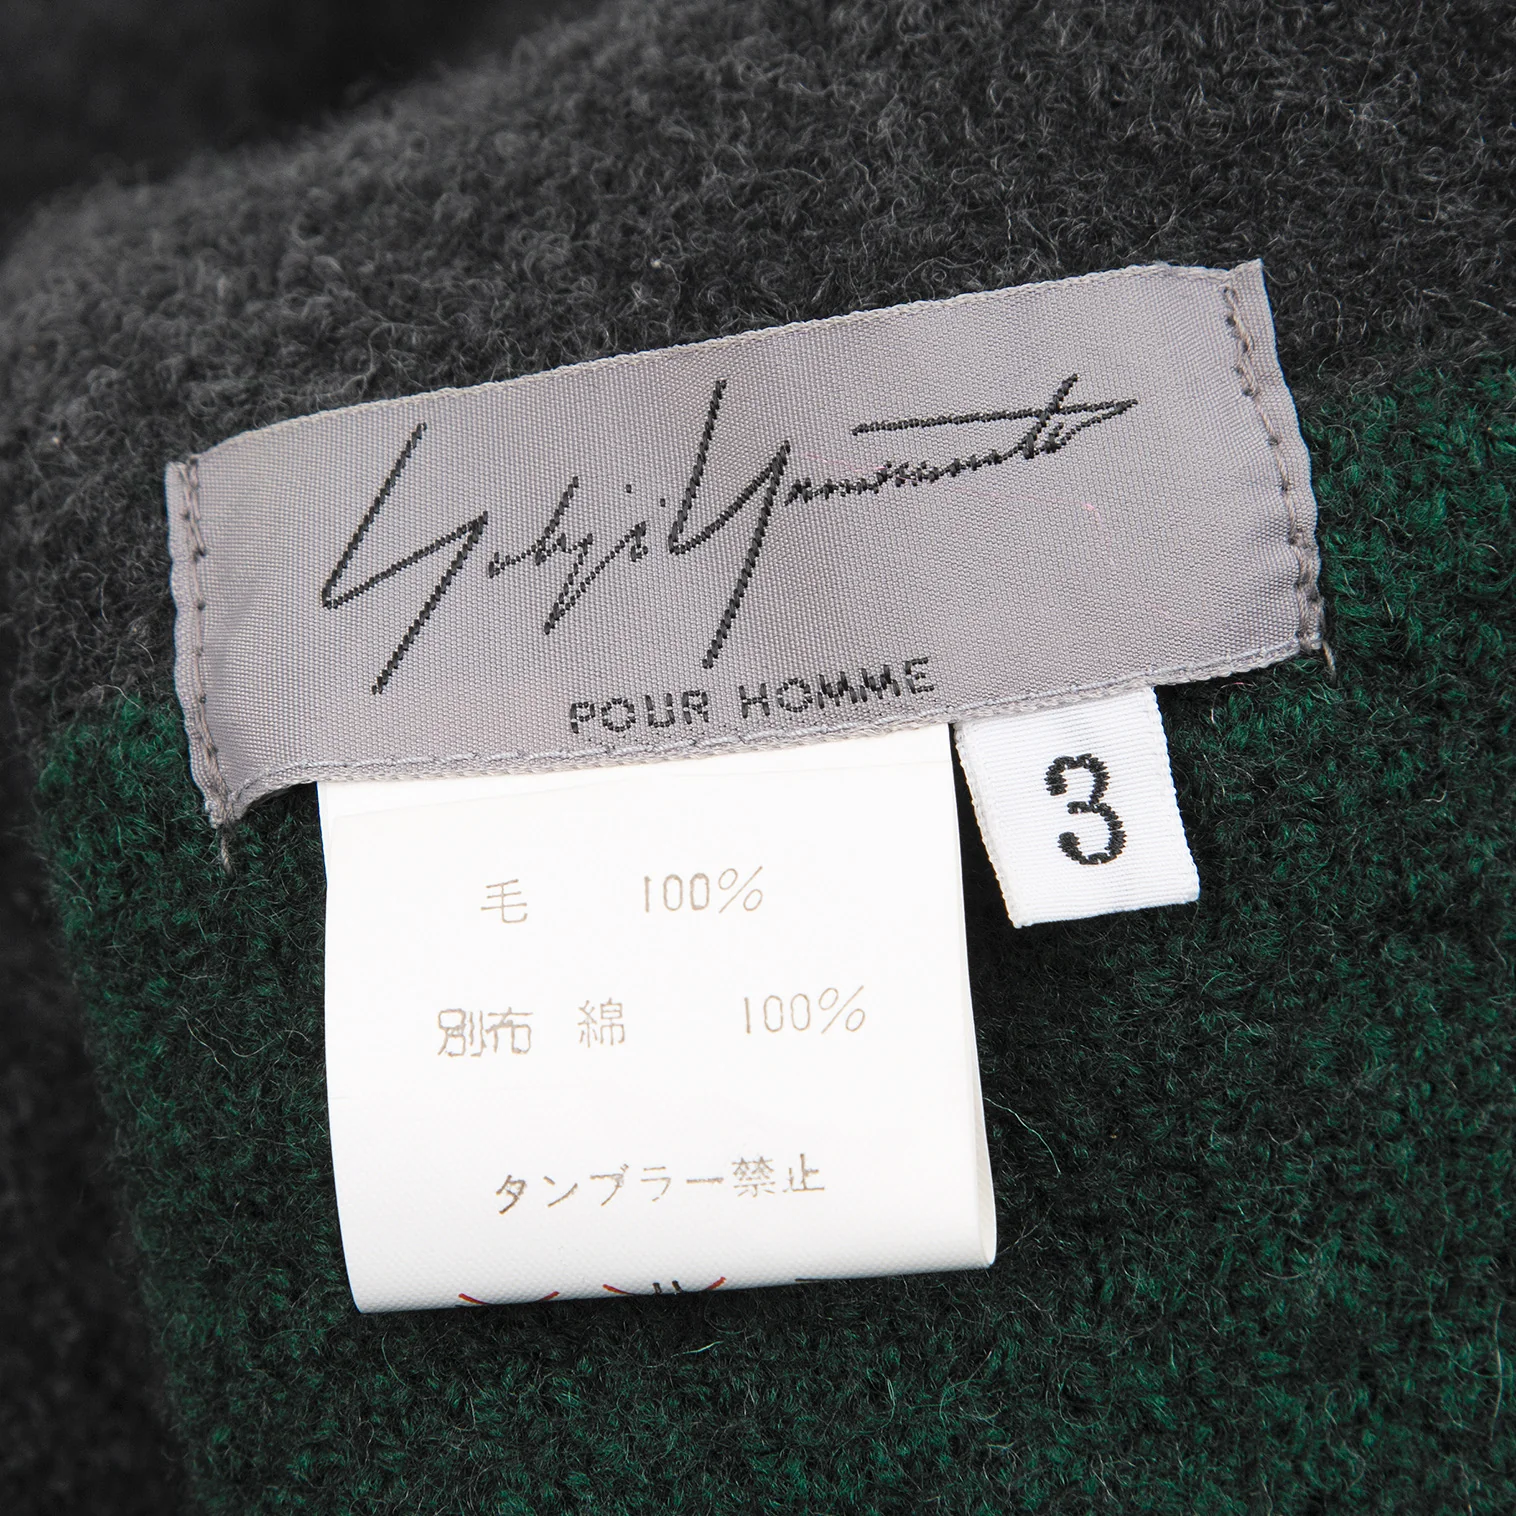 Yohji Yamamoto
POUR HOMME
3
毛 100%
別布 綿 100%
タンブラー禁止